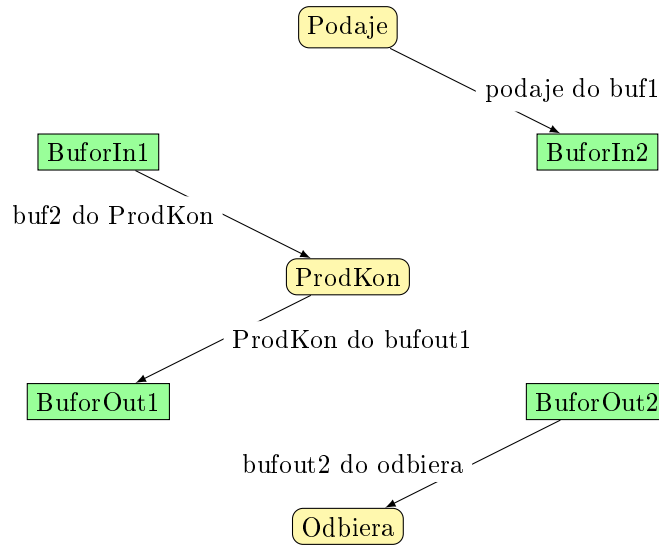 Podaje
podaje do buf1
BuforIn1
BuforIn2
buf2 do ProdKon
ProdKon
ProdKon do bufout1
BuforOut1
BuforOut2
bufout2 do odbiera
Odbiera